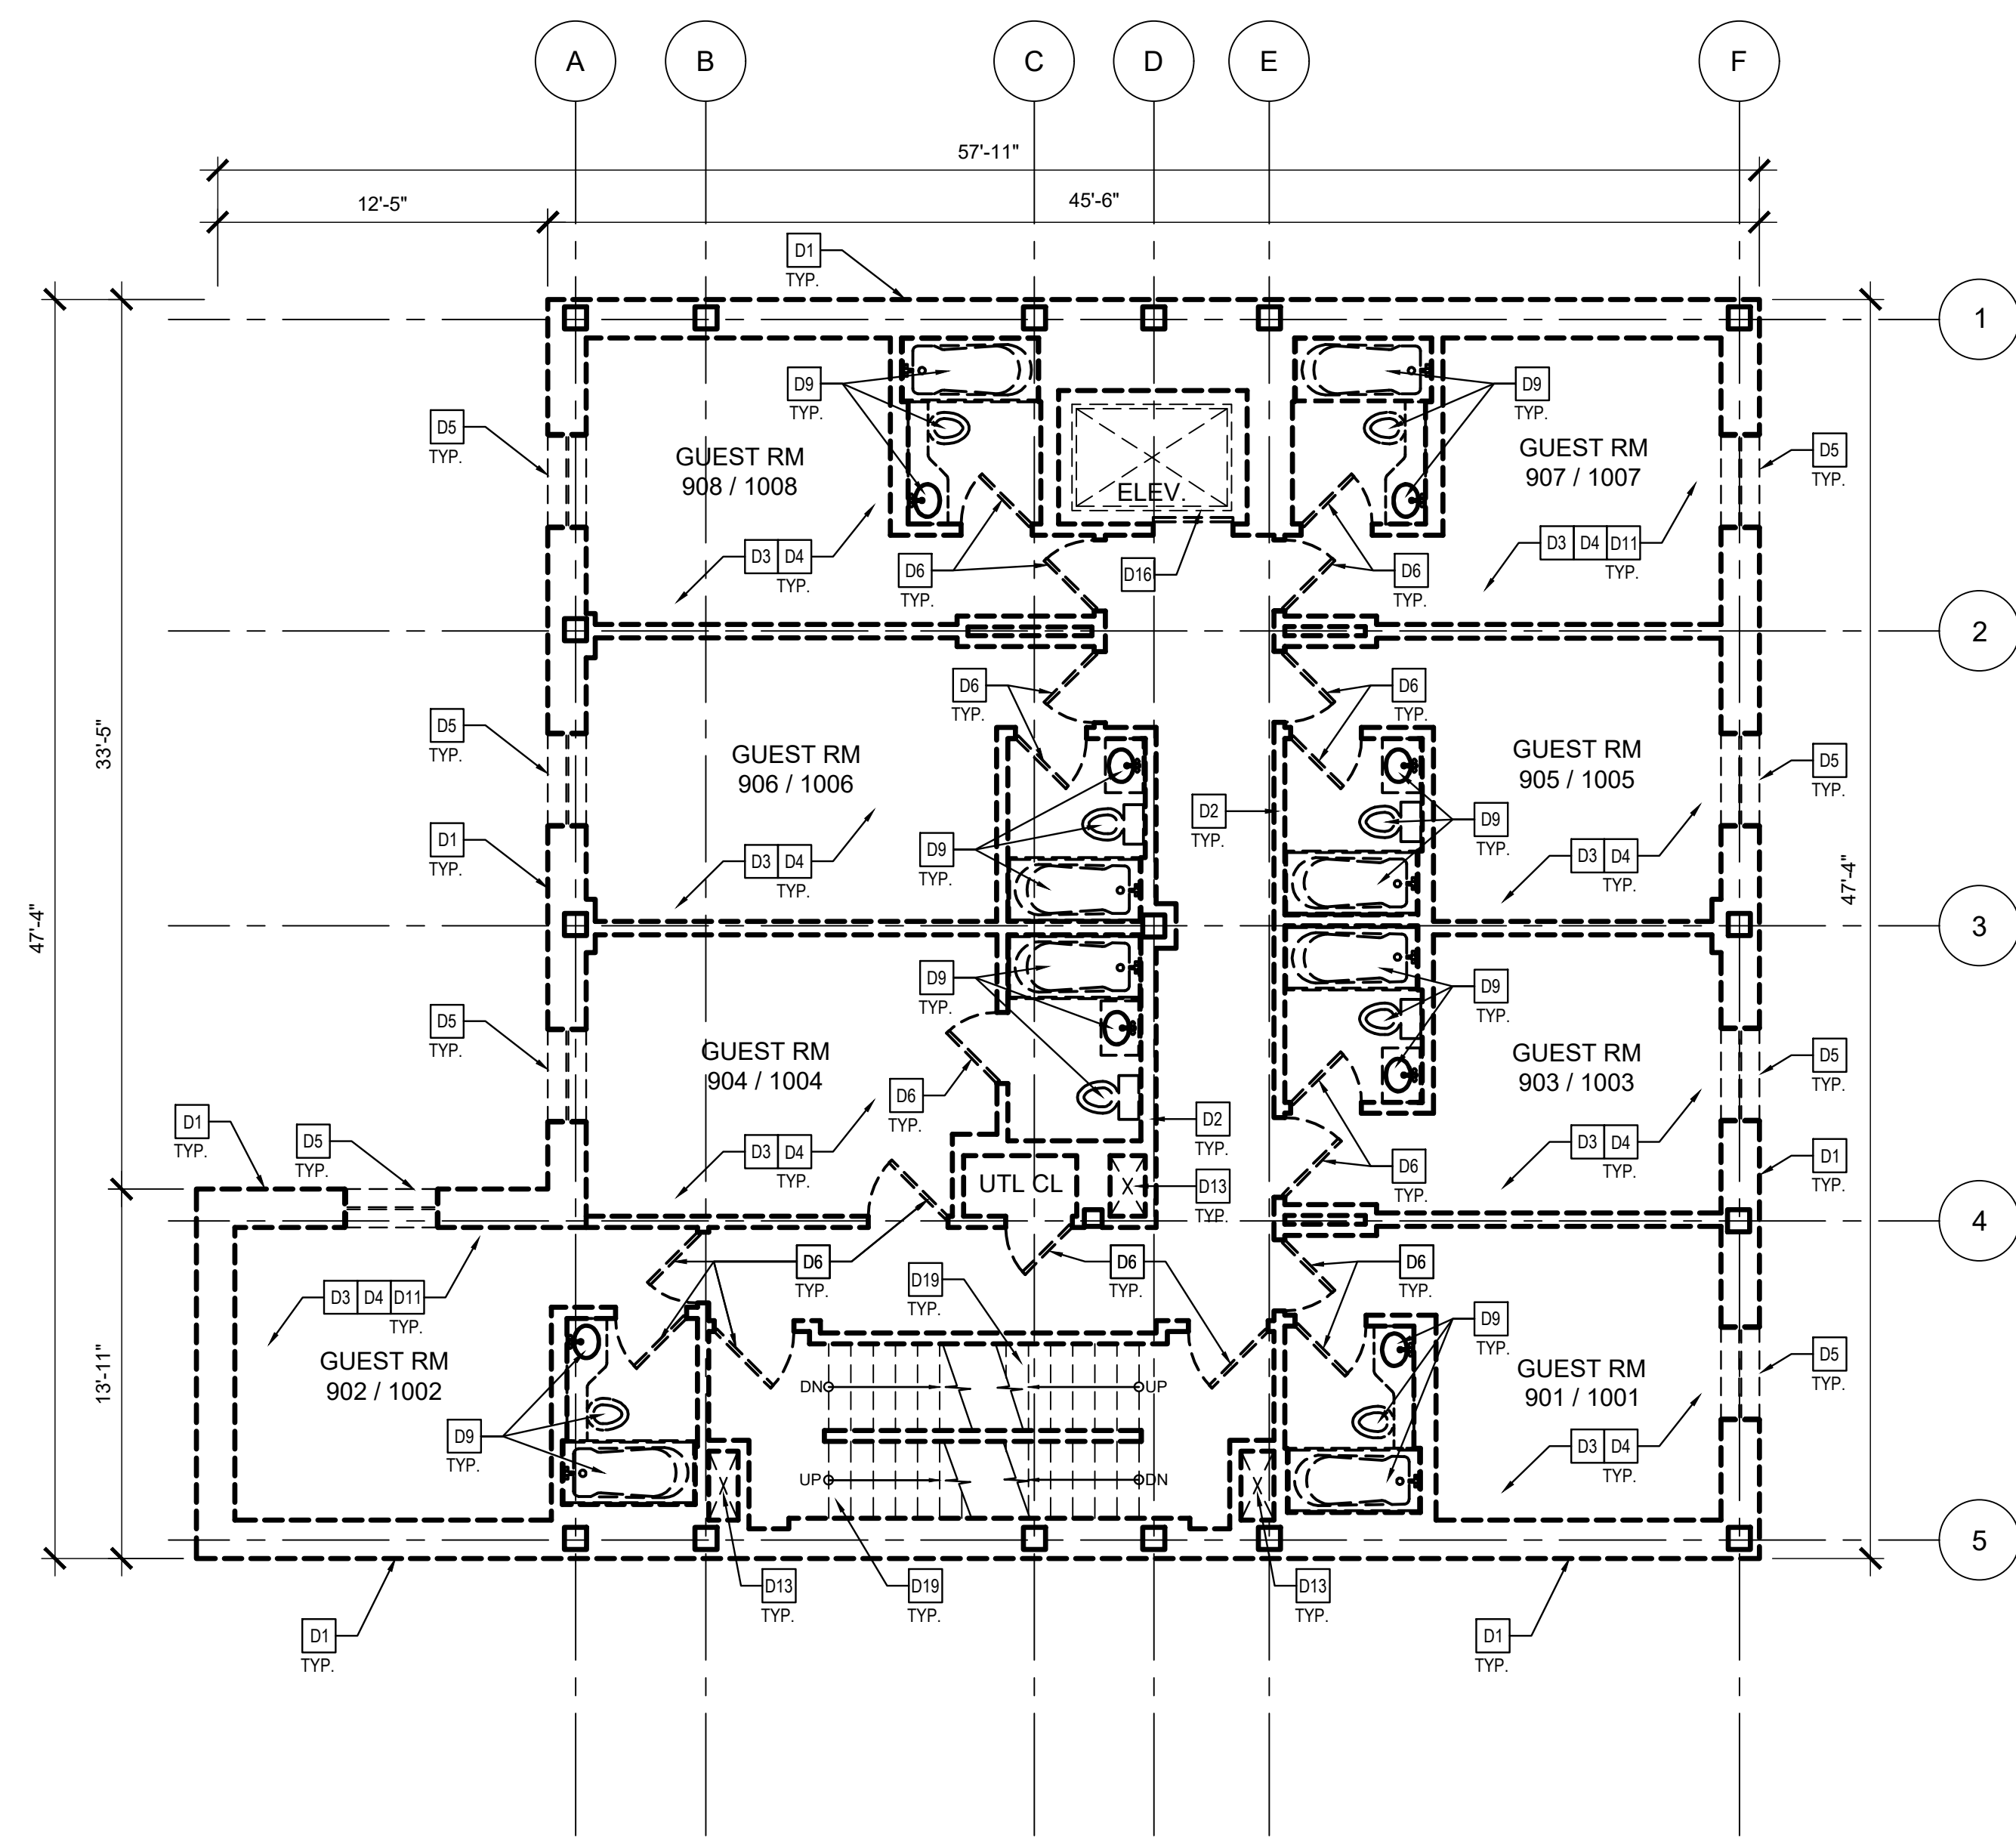 A B C D E F
57'-11"
12'-5" 45'-6"
D1
TYP.
1
D9
TYP.
D9
TYP.
D5
TYP.
GUEST RM
908 / 1008
GUEST RM
907 / 1007
D5
TYP.
ELEV.
D3 D4
TYP.
D6
TYP.
D16
D6
TYP.
D3 D4 D11
TYP.
2
D6
TYP.
D6
TYP.
D5
TYP.
GUEST RM
906 / 1006
GUEST RM
905 / 1005
D5
TYP.
33'-5"
D2
TYP.
D1
TYP.
D3 D4
TYP.
D9
TYP.
D9
TYP.
D3 D4
TYP.
47'-4"
47'-4"
3
D9
TYP.
D9
TYP.
D5
TYP.
GUEST RM
904 / 1004
GUEST RM
903 / 1003
D5
TYP.
D6
TYP.
D1
TYP.
D5
TYP.
D3 D4
TYP.
D2
TYP.
D6
TYP.
D3 D4
TYP.
D1
TYP.
UTL CL
D13
TYP.
4
D6
TYP.
D19
TYP.
D6
TYP.
D6
TYP.
D3 D4 D11
TYP.
D9
TYP.
GUEST RM
902 / 1002
GUEST RM
901 / 1001
D5
TYP.
13'-11"
DN UP
D9
TYP.
D3 D4
TYP.
UP DN
5
D13
TYP.
D19
TYP.
D13
TYP.
D1
TYP.
D1
TYP.